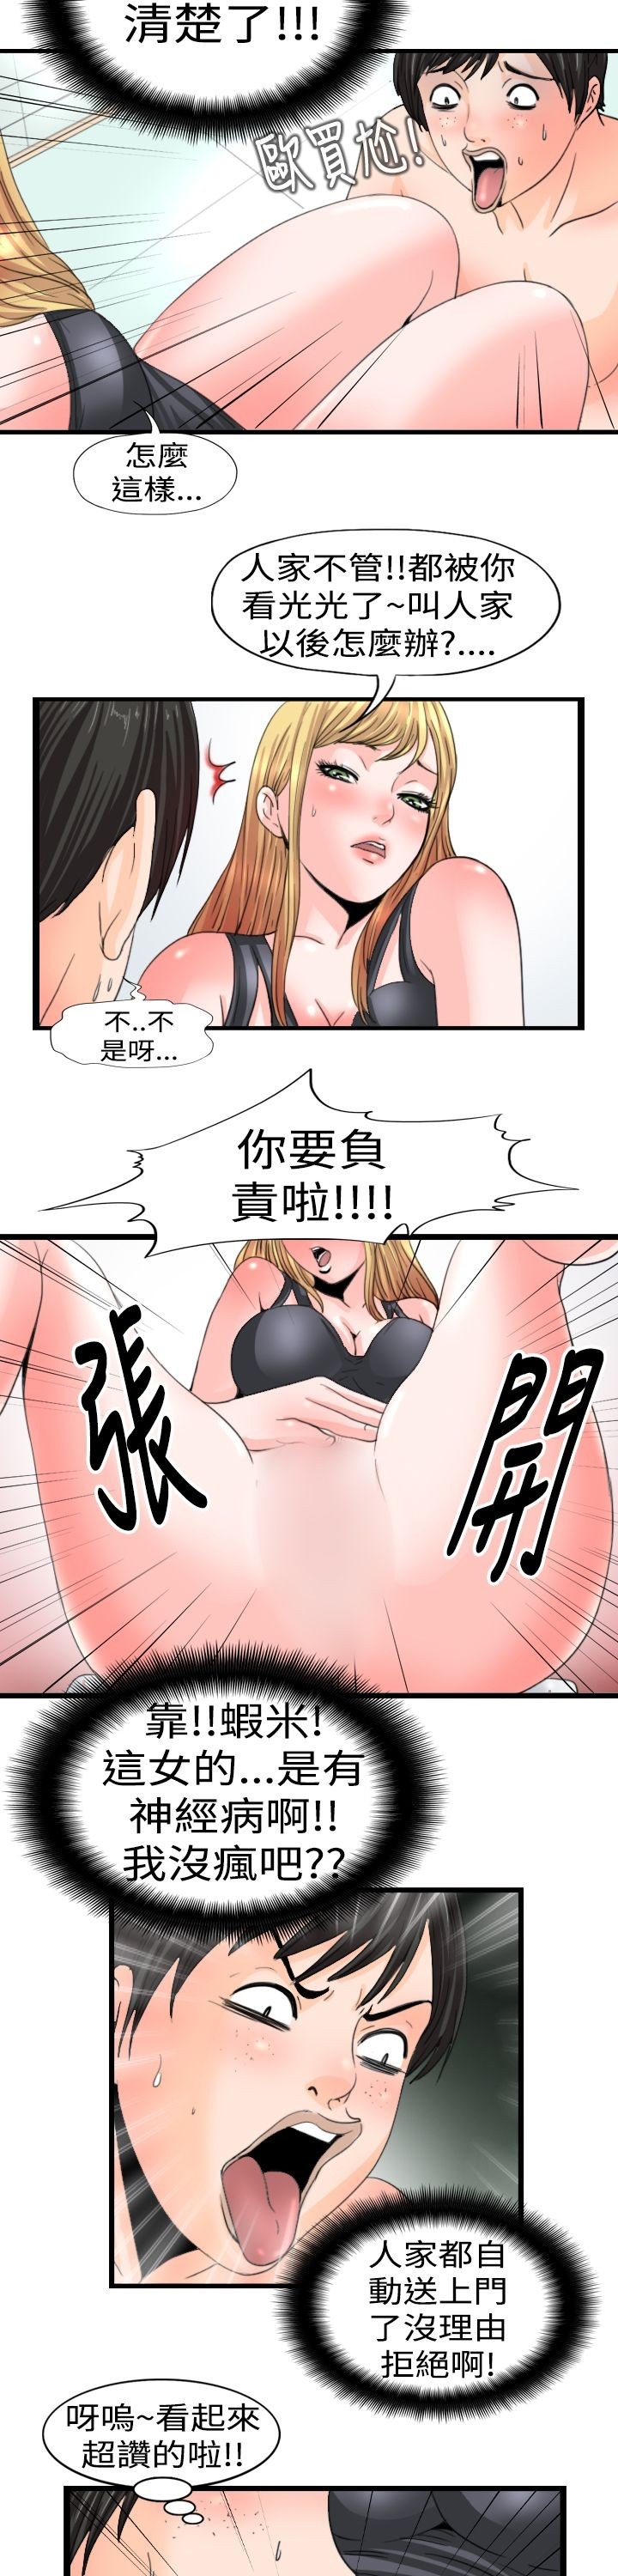 清楚了!!!
歐買尬!
怎麼
這樣...
人家不管!!都被你
看光光了~叫人家
以後怎麼辦?....
不..不
是呀...
你要負
責啦!!!!
張
開
靠!!蝦米!
這女的...是有
神經病啊!!
我沒瘋吧??
人家都自
動送上門
了沒理由
拒絕啊!
呀嗚~看起來
超讚的啦!!